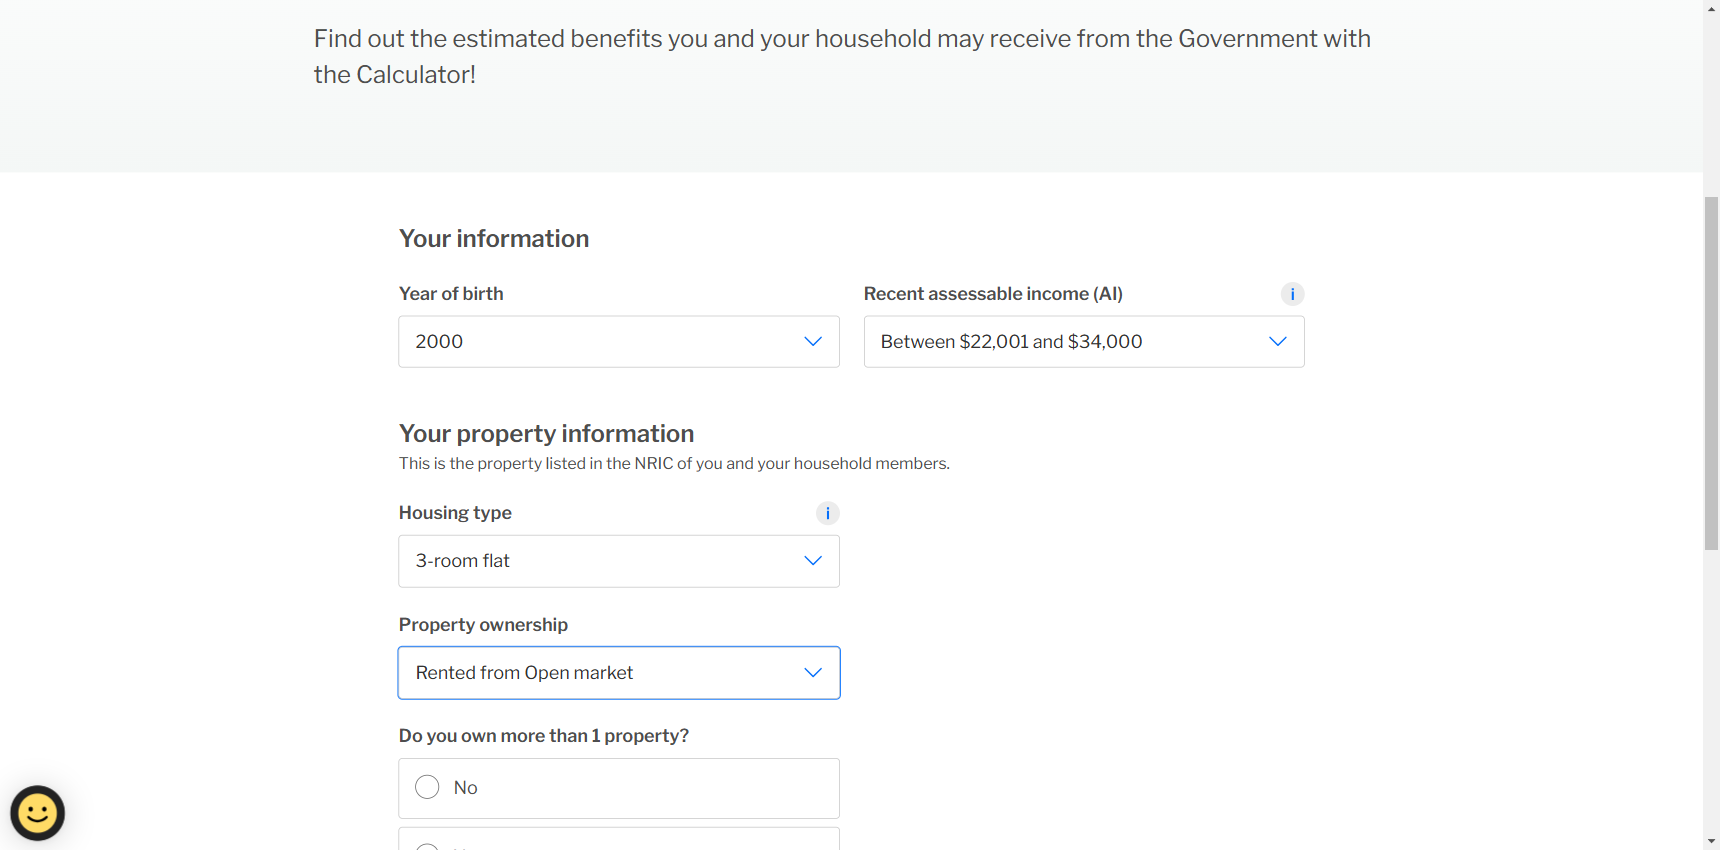 Find out the estimated benefits you and your household may receive from the Government with
the Calculator!
Your information
Year of birth
Recent assessable income (AI)
i
2000
Between $22,001 and $34,000
Your property information
This is the property listed in the NRIC of you and your household members.
Housing type
i
3-room flat
Property ownership
Rented from Open market
Do you own more than 1 property?
No